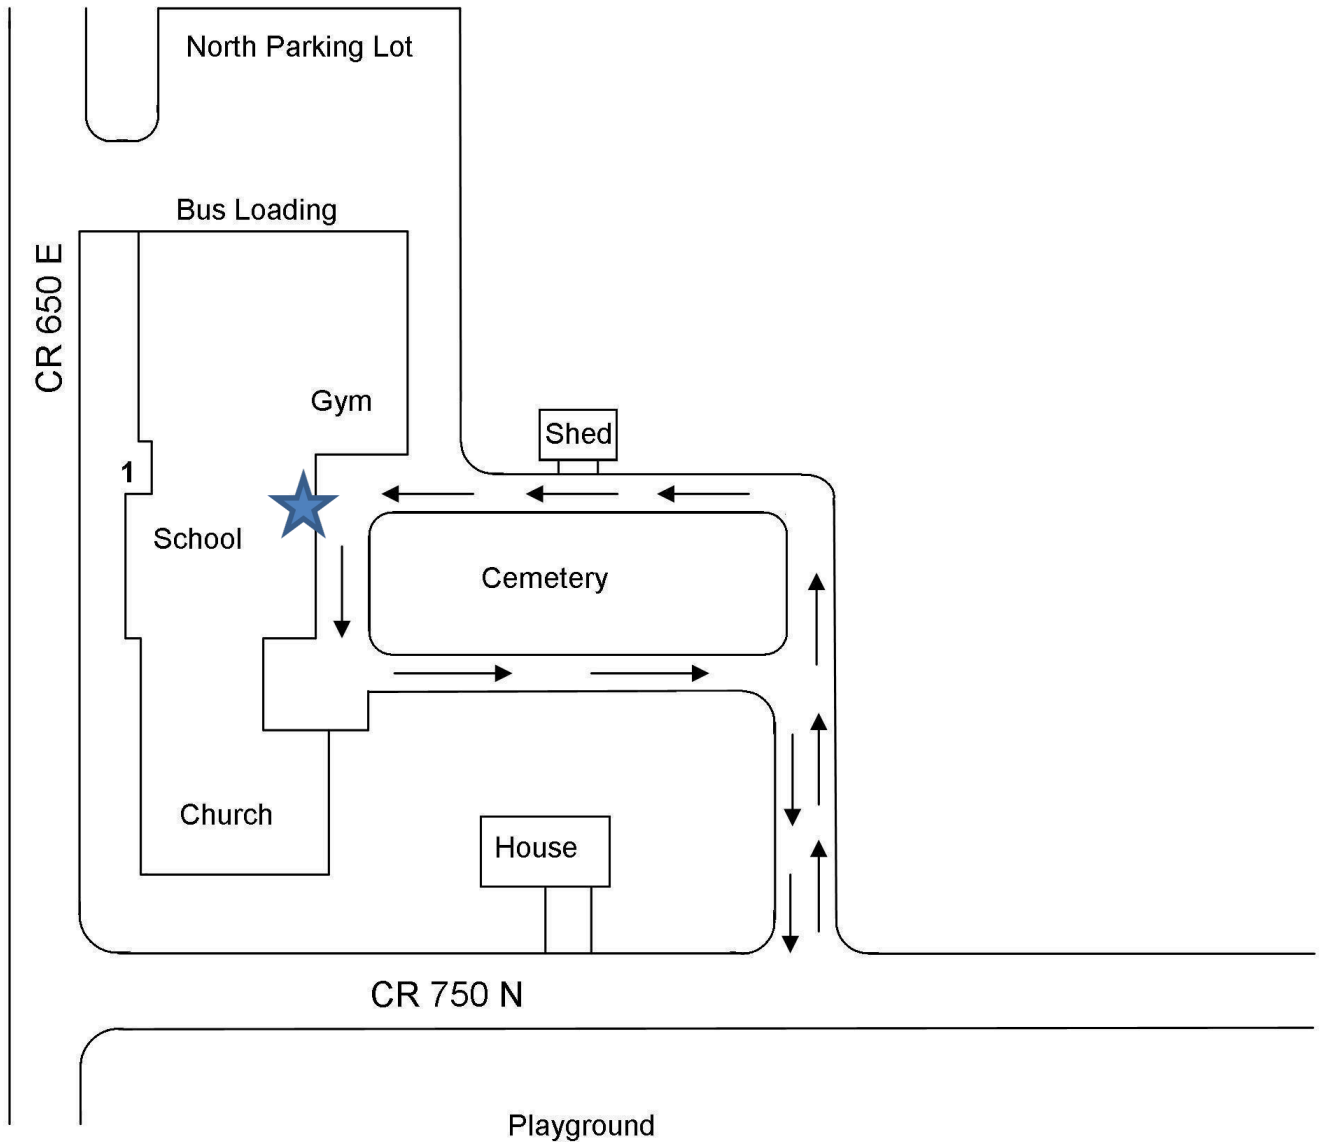 North Parking Lot
Bus Loading
CR 650 E
Gym
Shed
1
School
Cemetery
Church
House
CR 750 N
Playground